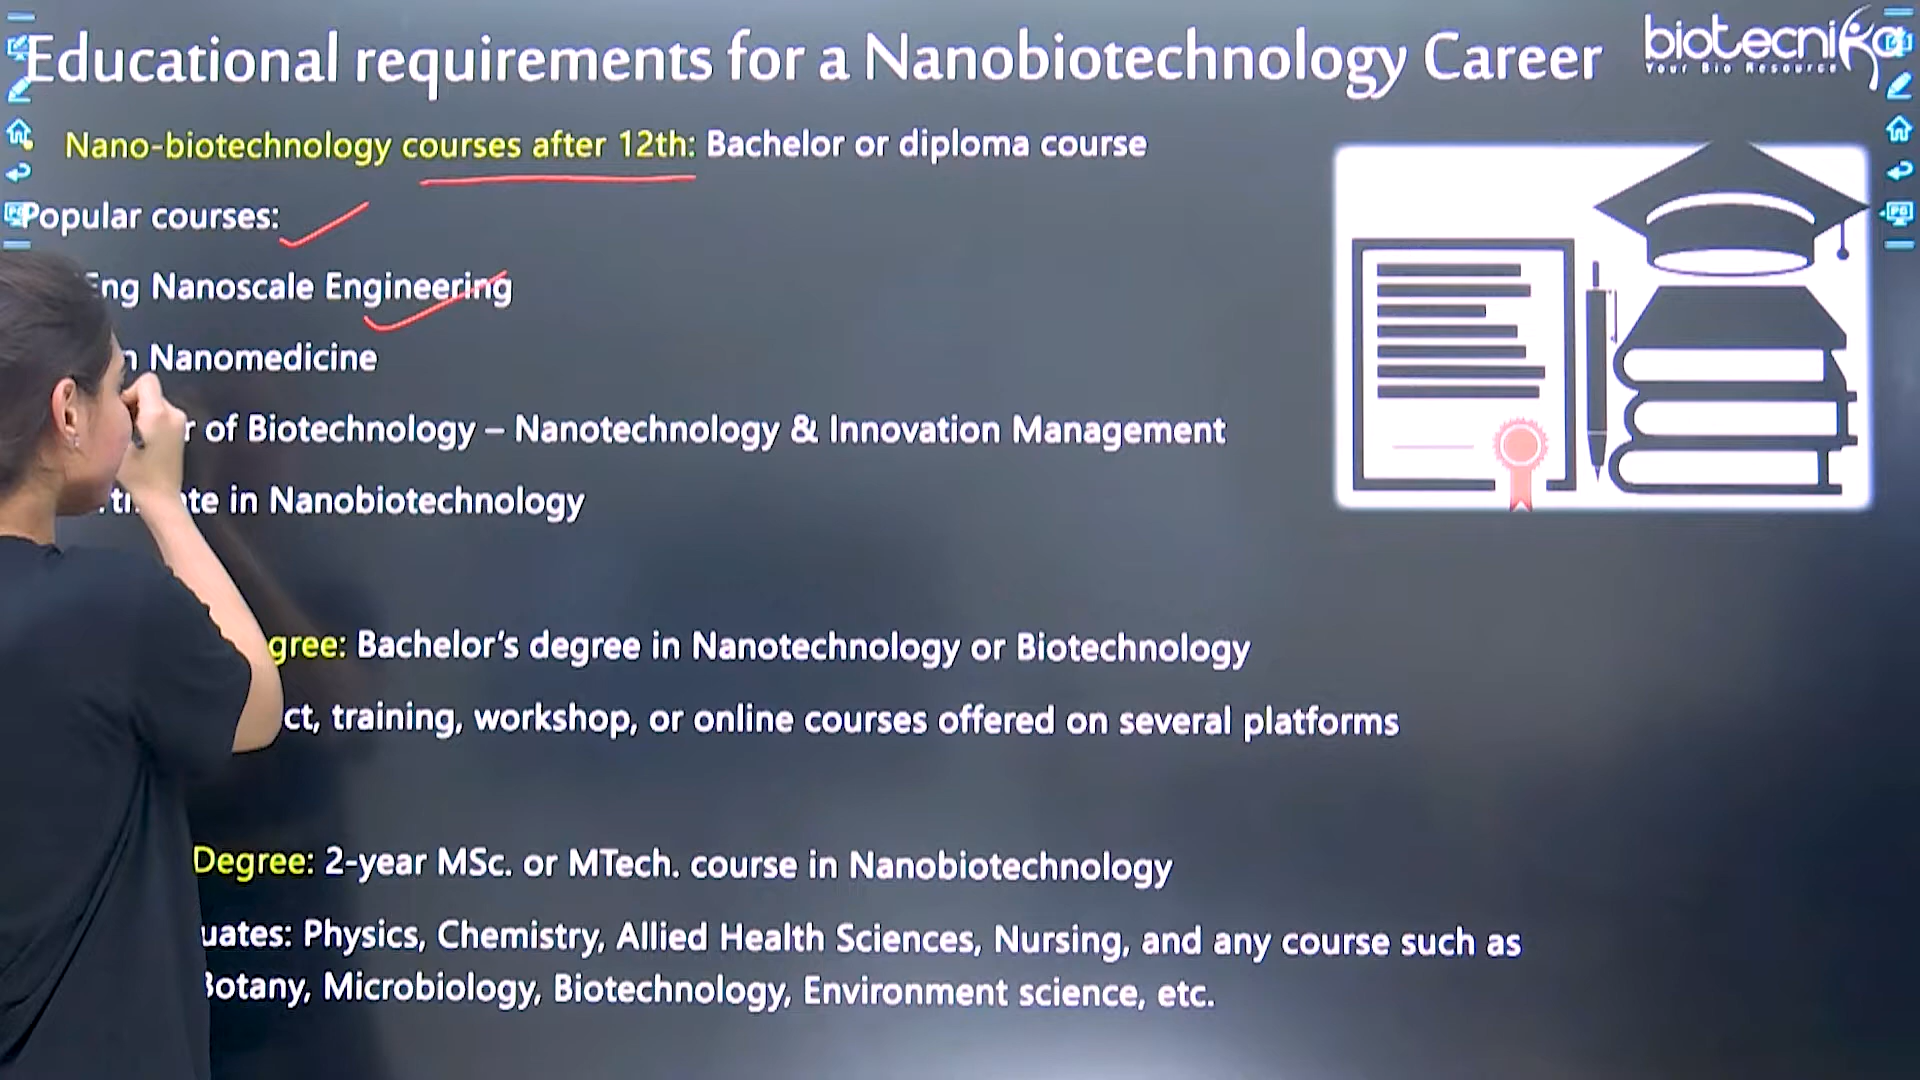 Educational requirements for a Nanobiotechnology Career
biotecnika
Your Bio Resource
Nano-biotechnology courses after 12th: Bachelor or diploma course
Popular courses:
Eng Nanoscale Engineering
Nanomedicine
of Biotechnology – Nanotechnology & Innovation Management
in Nanobiotechnology
Bachelor's degree in Nanotechnology or Biotechnology
training, workshop, or online courses offered on several platforms
Degree: 2-year MSc. or MTech. course in Nanobiotechnology
Physics, Chemistry, Allied Health Sciences, Nursing, and any course such as
Botany, Microbiology, Biotechnology, Environment science, etc.